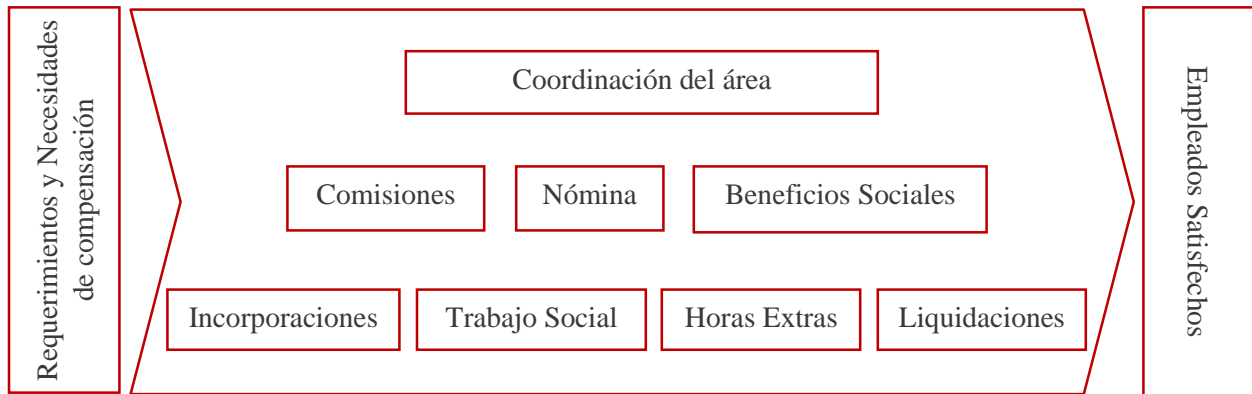 Requerimientos y Necesidades
de compensación
Coordinación del área
Comisiones
Nómina
Beneficios Sociales
Incorporaciones
Trabajo Social
Horas Extras
Liquidaciones
Empleados Satisfechos